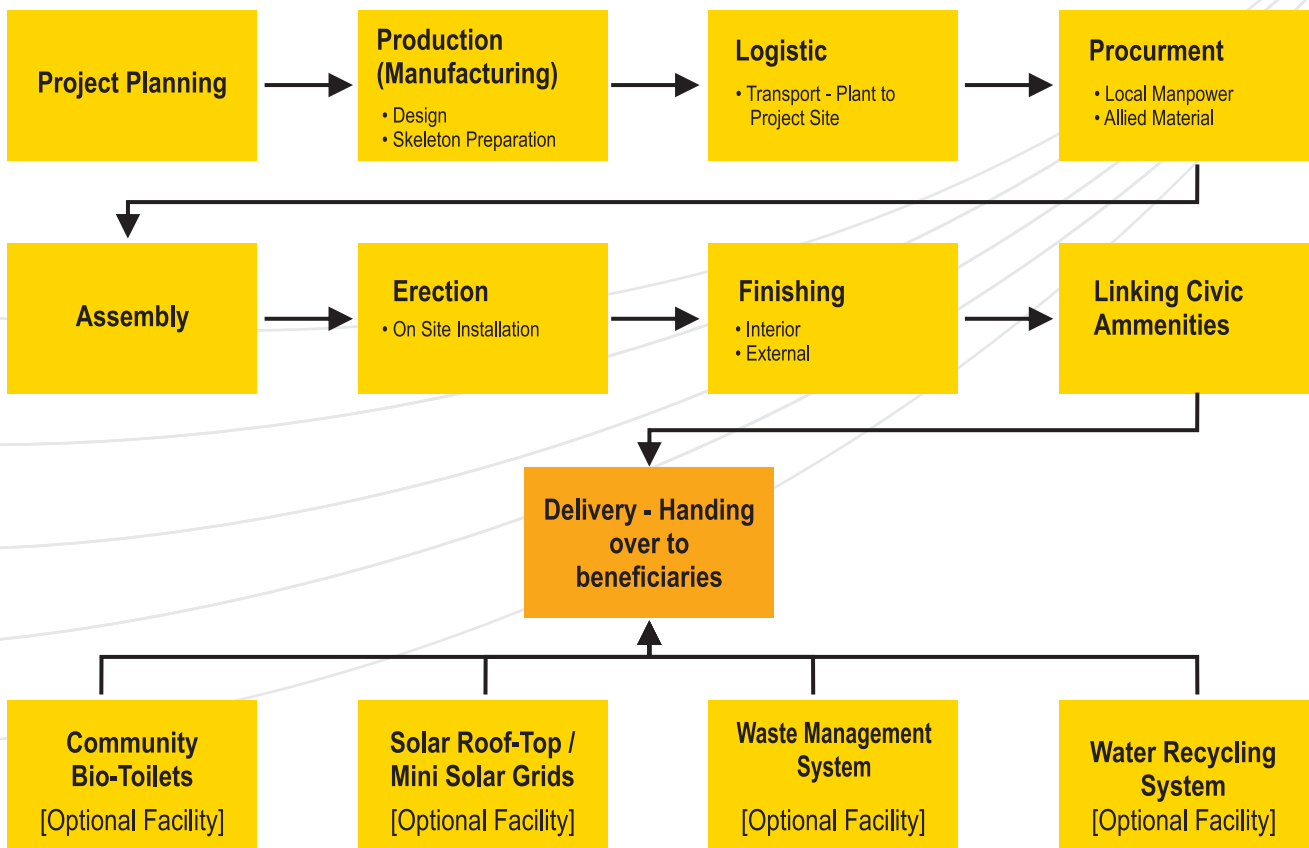 Project Planning
Production
(Manufacturing)
• Design
• Skeleton Preparation
Logistic
• Transport - Plant to
Project Site
Procurment
• Local Manpower
• Allied Material
Assembly
Erection
• On Site Installation
Finishing
• Interior
• External
Linking Civic
Ammenities
Delivery - Handing
over to
beneficiaries
Community
Bio-Toilets
[Optional Facility]
Solar Roof-Top /
Mini Solar Grids
[Optional Facility]
Waste Management
System
[Optional Facility]
Water Recycling
System
[Optional Facility]